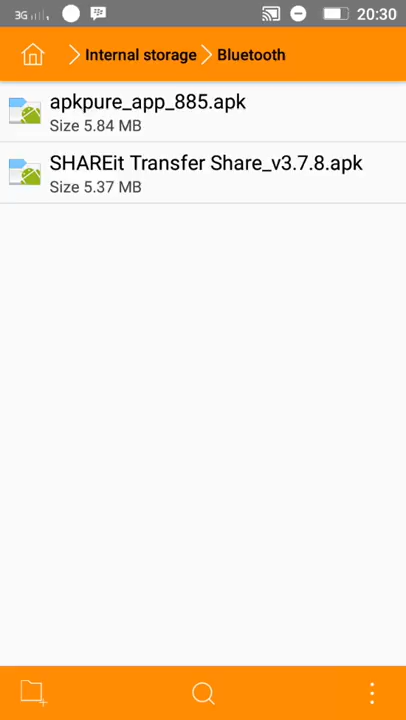 3G 20:30
Internal storage Bluetooth
apkpure_app_885.apk
Size 5.84 MB
SHAREit Transfer Share_v3.7.8.apk
Size 5.37 MB